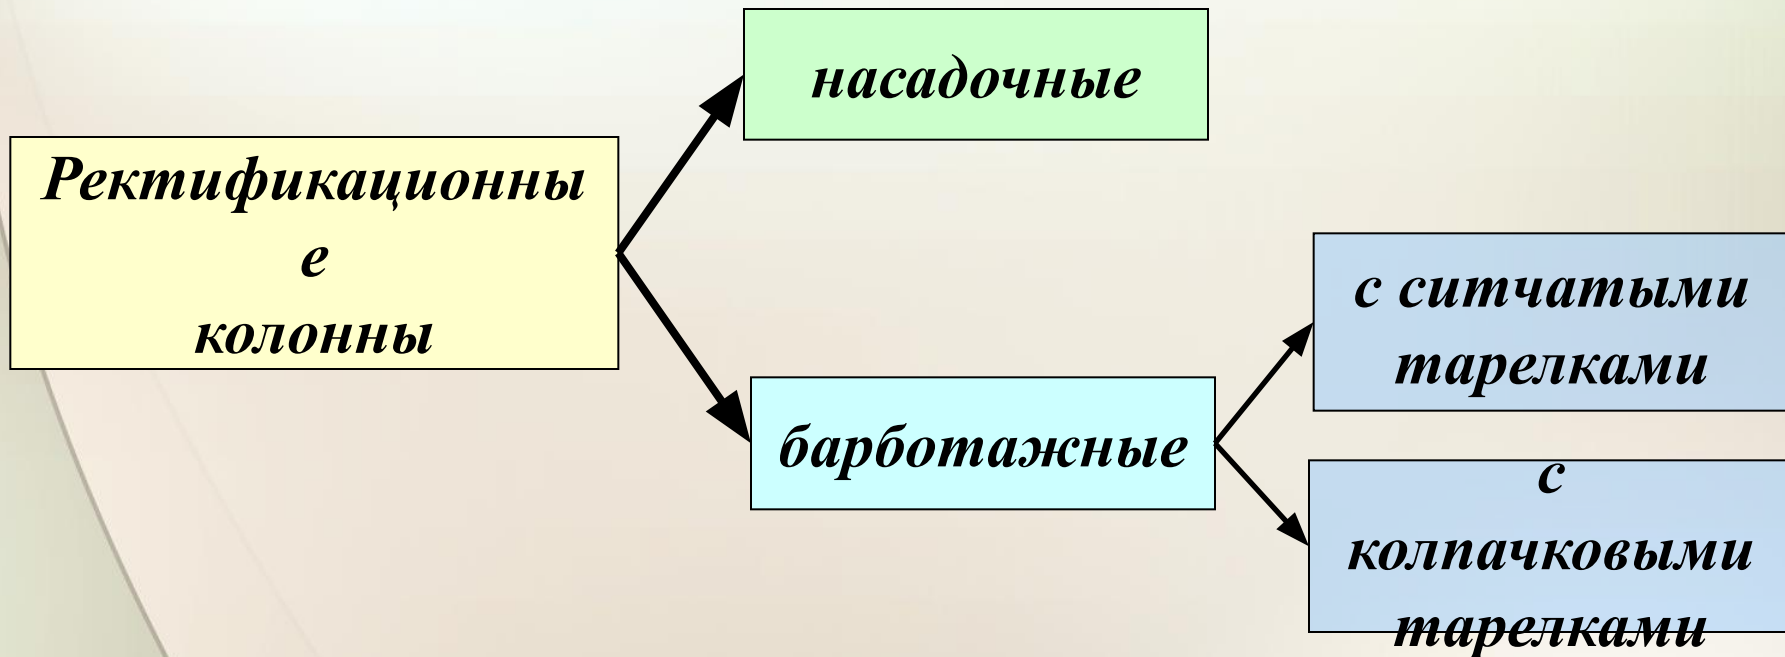 насадочные
Ректификационны
е
колонны
с ситчатыми
тарелками
барботажные
с
колпачковыми
тарелками